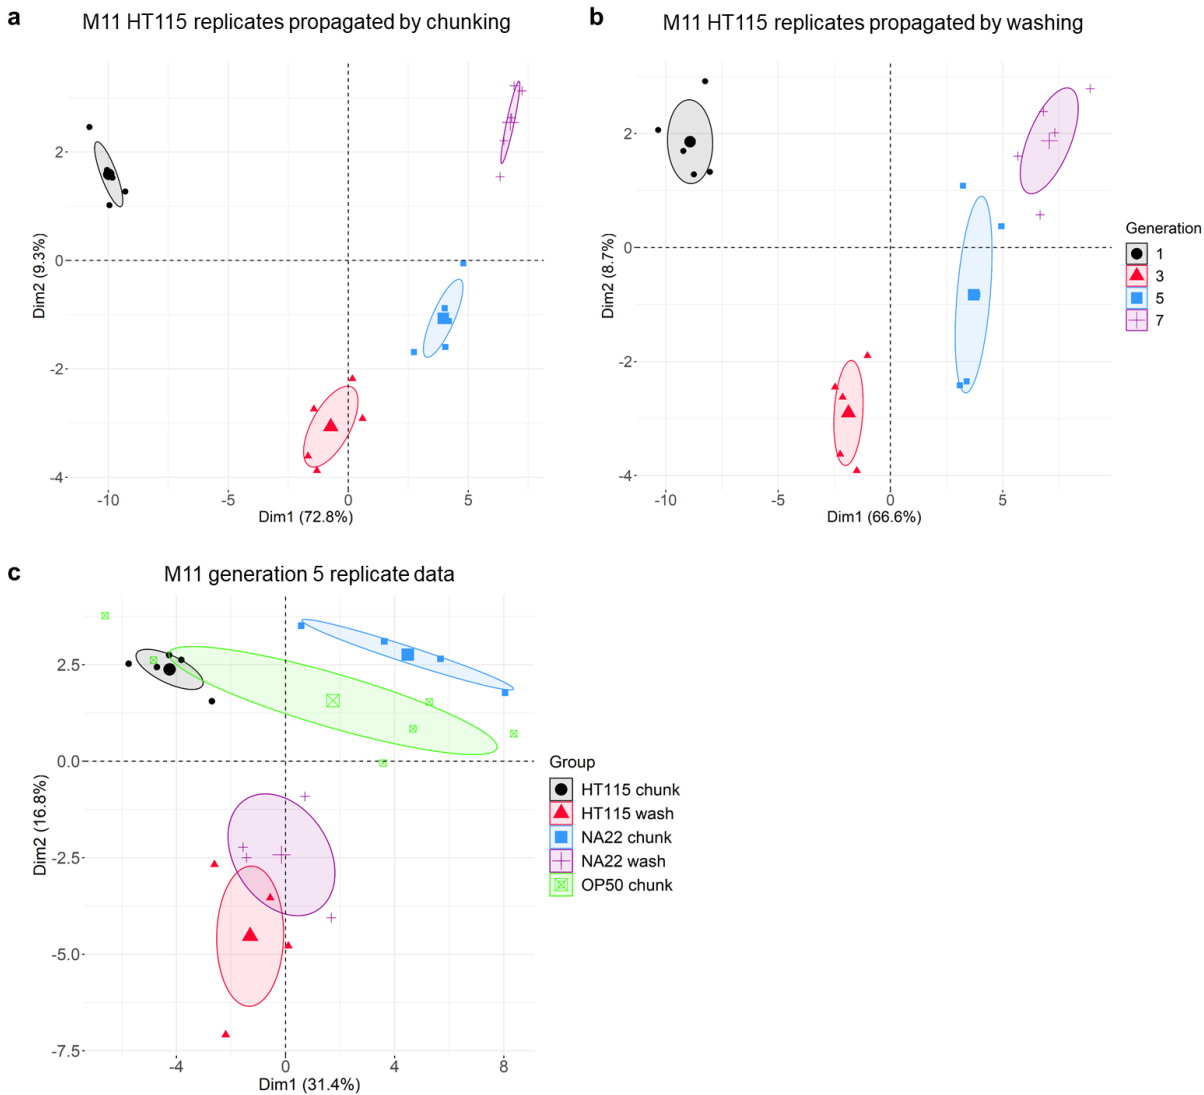 a
M11 HT115 replicates propagated by chunking
2
0
-2
-4
Dim2 (9.3%)
-10
-5
0
5
Dim1 (72.8%)
b
M11 HT115 replicates propagated by washing
2
0
-2
-4
Dim2 (8.7%)
-10
-5
0
5
Dim1 (66.6%)
Generation
1
3
5
7
c
M11 generation 5 replicate data
2.5
0.0
-2.5
-5.0
-7.5
Dim2 (16.8%)
-4
0
4
8
Dim1 (31.4%)
Group
HT115 chunk
HT115 wash
NA22 chunk
NA22 wash
OP50 chunk